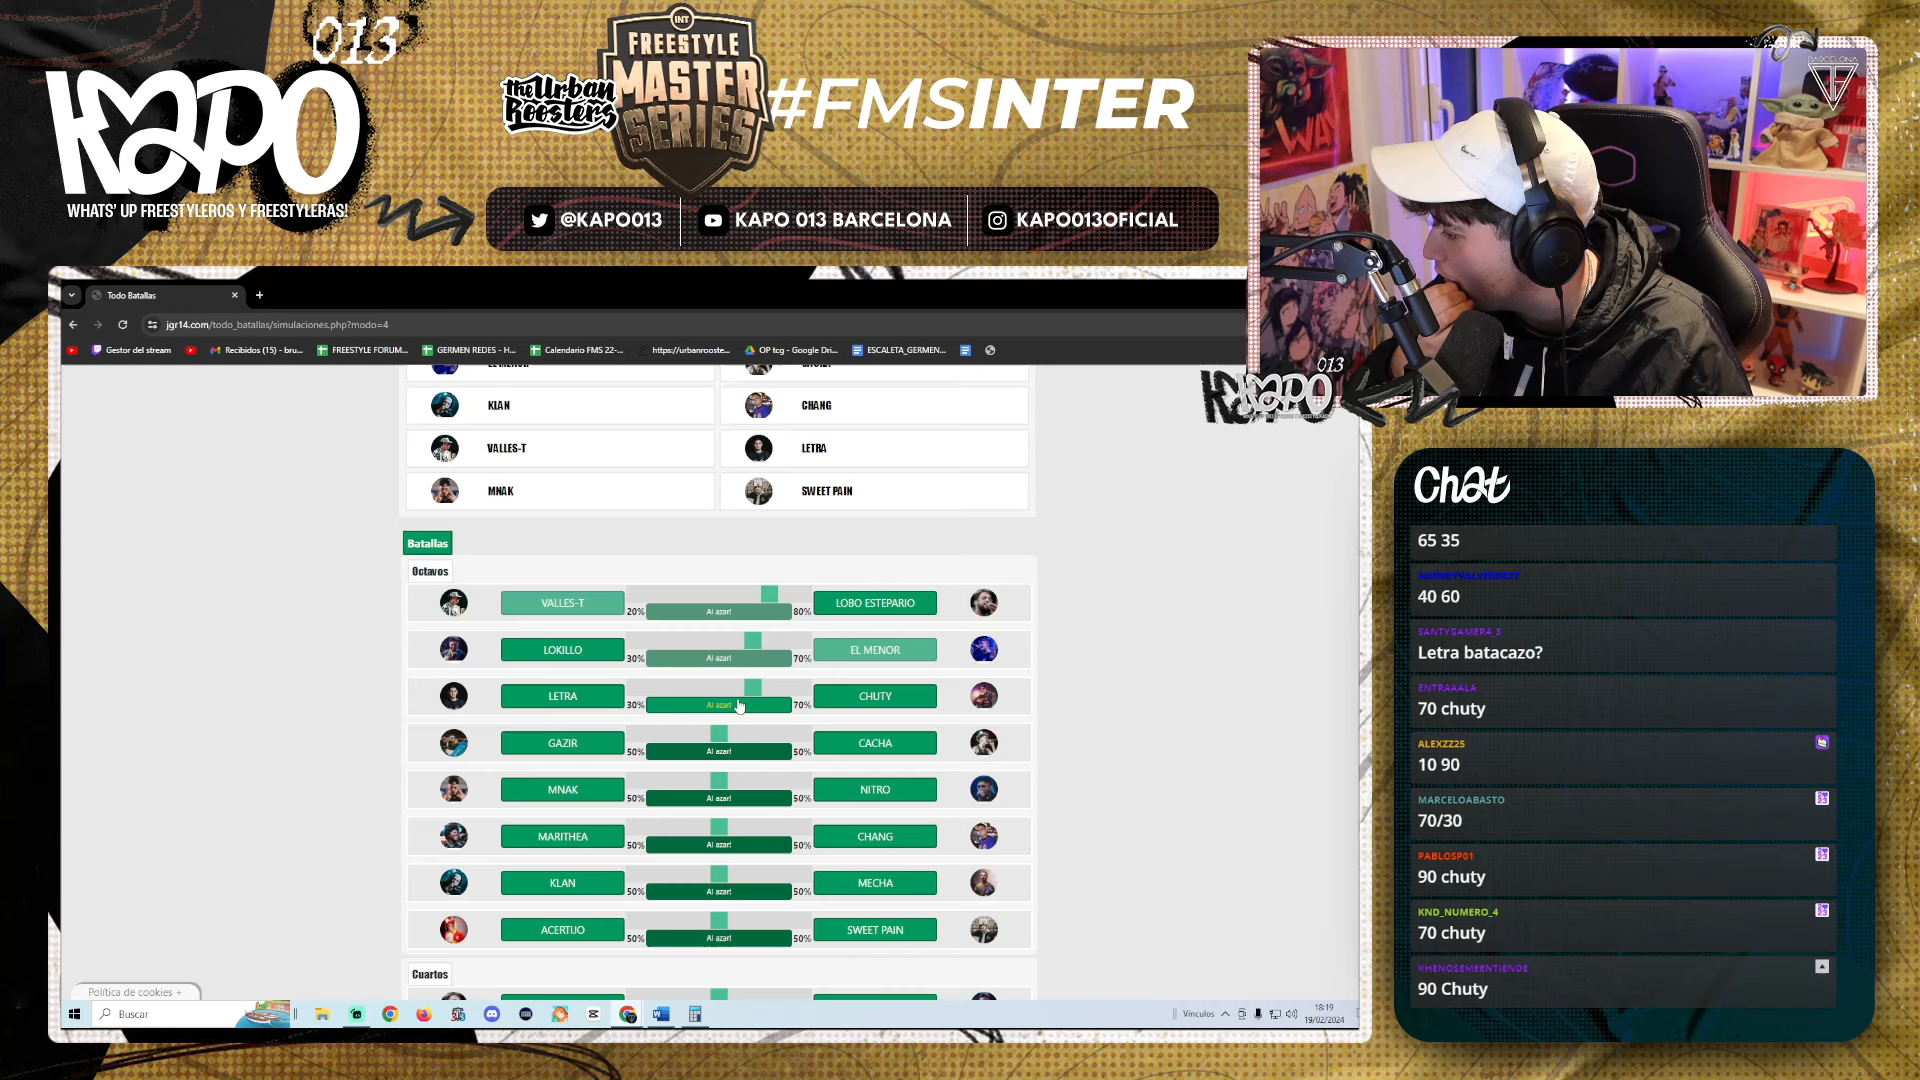 013
KAPO
WHATS' UP FREESTYLEROS Y FREESTYLERAS!
the Urban Roosters
INT
FREESTYLE
MASTER
SERIES
#FMSINTER
@KAPO013
KAPO 013 BARCELONA
KAPO013OFICIAL
BARCELONA
013
KAPO
Todo Batallas
jgr14.com/todo_batallas/simulaciones.php?modo=4
Gestor del stream
Recibidos (15) - bru...
FREESTYLE FORUM...
GERMEN REDES - H...
Calendario FMS 22-...
https://urbanrooste...
OP tcg - Google Dri...
ESCALETA_GERMEN...
KLAN
CHANG
VALLES-T
LETRA
MNAK
SWEET PAIN
Batallas
Octavos
VALLES-T 20% Al azar! 80% LOBO ESTEPARIO
LOKILLO 30% Al azar! 70% EL MENOR
LETRA 30% Al azar! 70% CHUTY
GAZIR 50% Al azar! 50% CACHA
MNAK 50% Al azar! 50% NITRO
MARITHEA 50% Al azar! 50% CHANG
KLAN 50% Al azar! 50% MECHA
ACERTIJO 50% Al azar! 50% SWEET PAIN
Cuartos
Política de cookies +
Buscar
Vínculos
18:19
19/02/2024
Chat
65 35
40 60
SANTYGAMER4_3
Letra batacazo?
ENTRAAALA
70 chuty
ALEXZZ25
10 90
MARCELOABASTO
70/30
PABLOSP01
90 chuty
KND_NUMERO_4
70 chuty
KHENOSEMEENTIENDE
90 Chuty